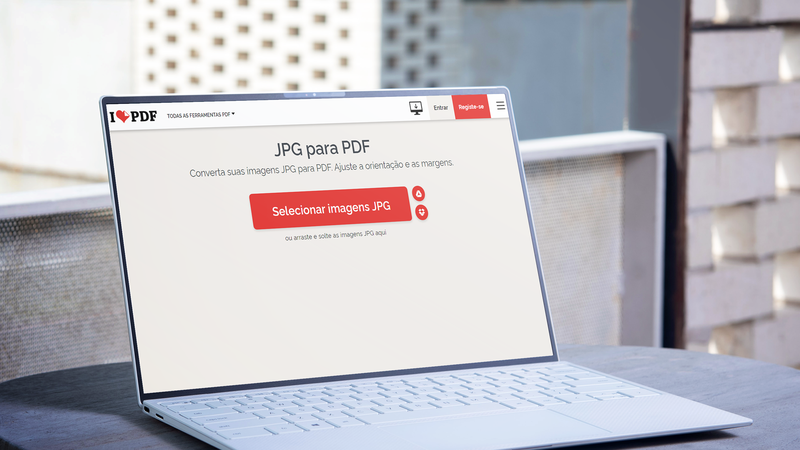 I PDF
TODAS AS FERRAMENTAS PDF
Entrar
Registe-se
JPG para PDF
Converta suas imagens JPG para PDF. Ajuste a orientação e as margens.
Selecionar imagens JPG
ou arraste e solte as imagens JPG aqui